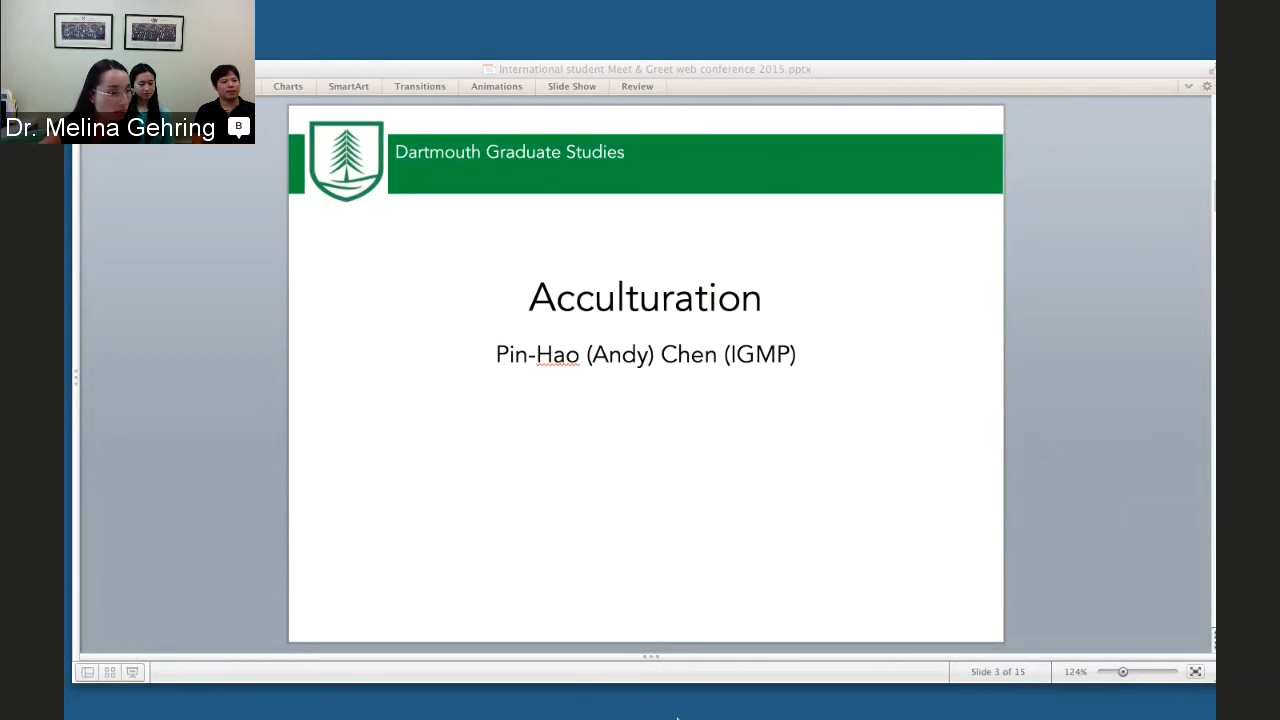 International student Meet & Greet web conference 2015.pptx
Charts SmartArt Transitions Animations Slide Show Review
Dr. Melina Gehring B
Dartmouth Graduate Studies
Acculturation
Pin-Hao (Andy) Chen (IGMP)
Slide 3 of 15 124%